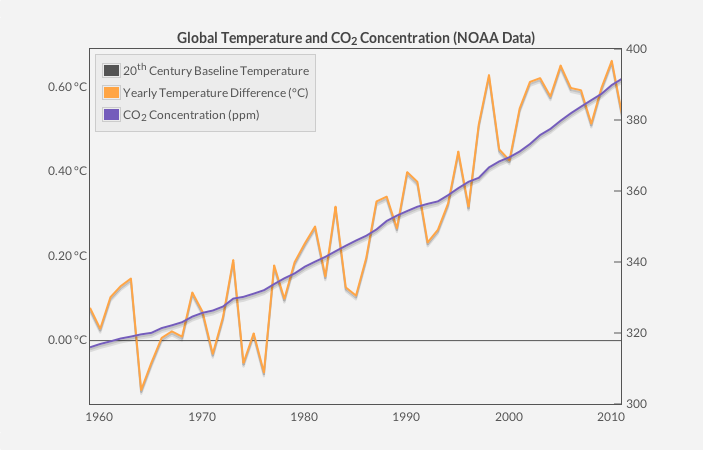 Global Temperature and CO2 Concentration (NOAA Data)
20th Century Baseline Temperature
Yearly Temperature Difference (°C)
CO2 Concentration (ppm)
0.60 °C
0.40 °C
0.20 °C
0.00 °C
400
380
360
340
320
300
1960 1970 1980 1990 2000 2010